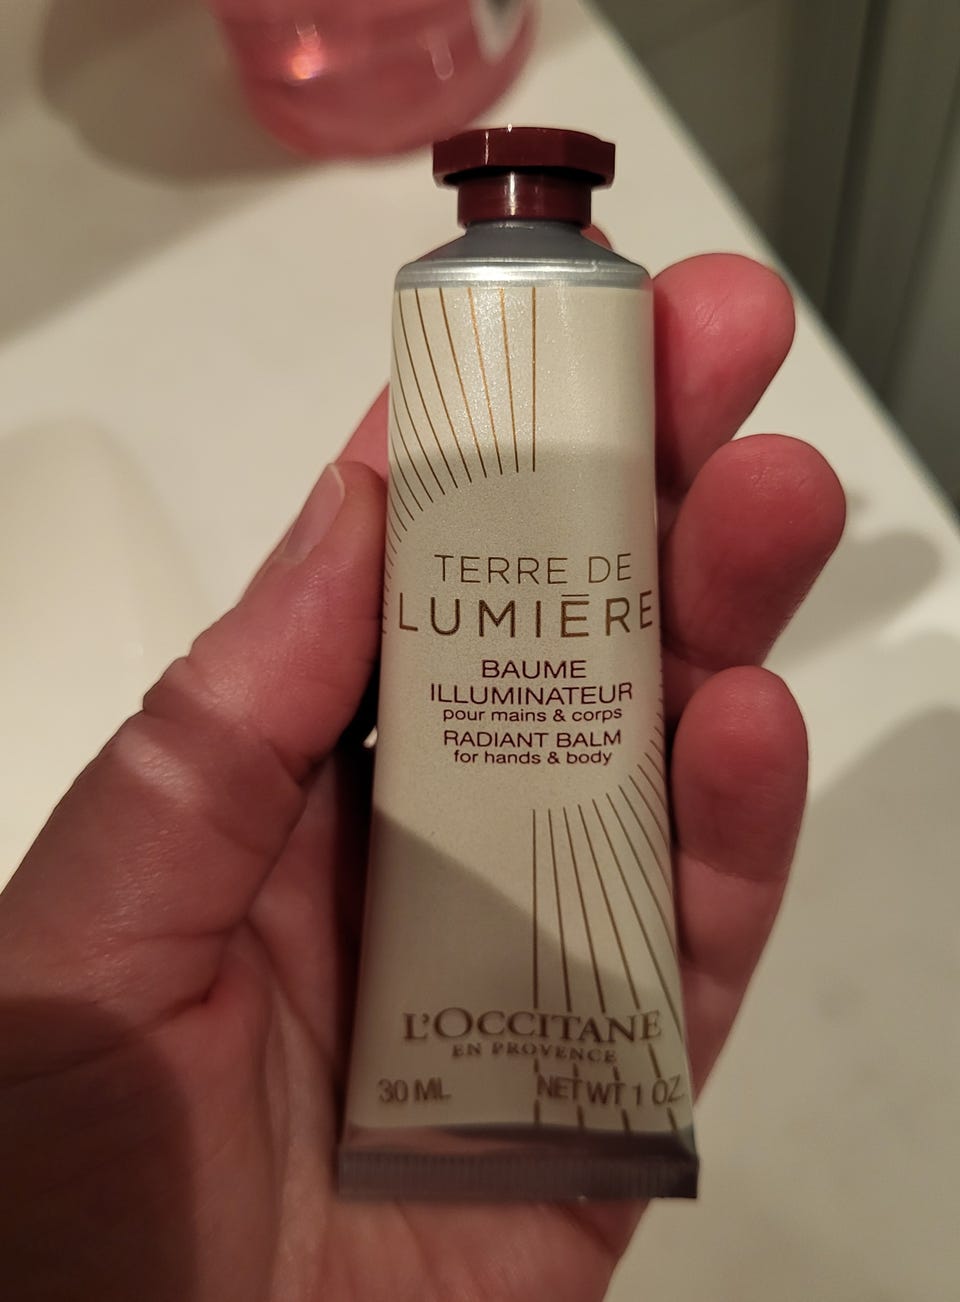 TERRE DE
LUMIÈRE
BAUME
ILLUMINATEUR
pour mains & corps
RADIANT BALM
for hands & body
L'OCCITANE
EN PROVENCE
30 ML NET WT 1 OZ.